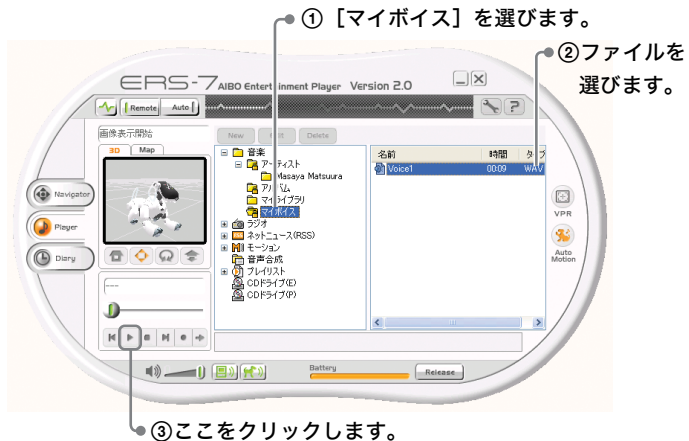 ① [マイボイス] を選びます。
②ファイルを
選びます。
ERS-7 AIBO Entertainment Player Version 2.0
Remote Auto
画像表示開始
New Edit Delete
3D Map
音楽
アーティスト
Masaya Matsuura
アルバム
マイライブラリ
マイボイス
ラジオ
ネットニュース(RSS)
モーション
音声合成
プレイリスト
CDドライブ(E)
CDドライブ(P)
名前 時間 タイプ
Voice1 00:09 WAV
Navigator
Player
Diary
VPR
Auto
Motion
----
Battery
Release
③ここをクリックします。